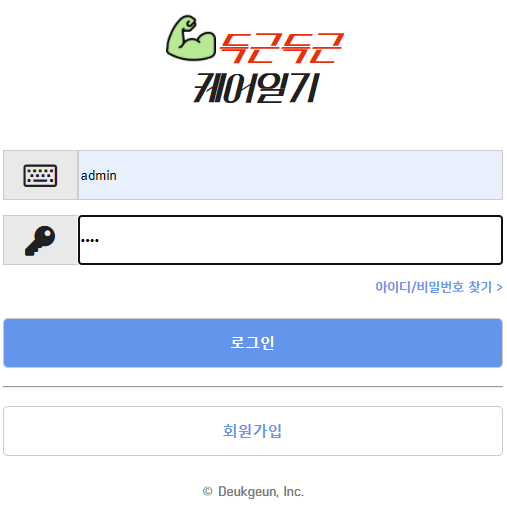 득근득근
케어일기
admin
••••
아이디/비밀번호 찾기 >
로그인
회원가입
© Deukgeun, Inc.